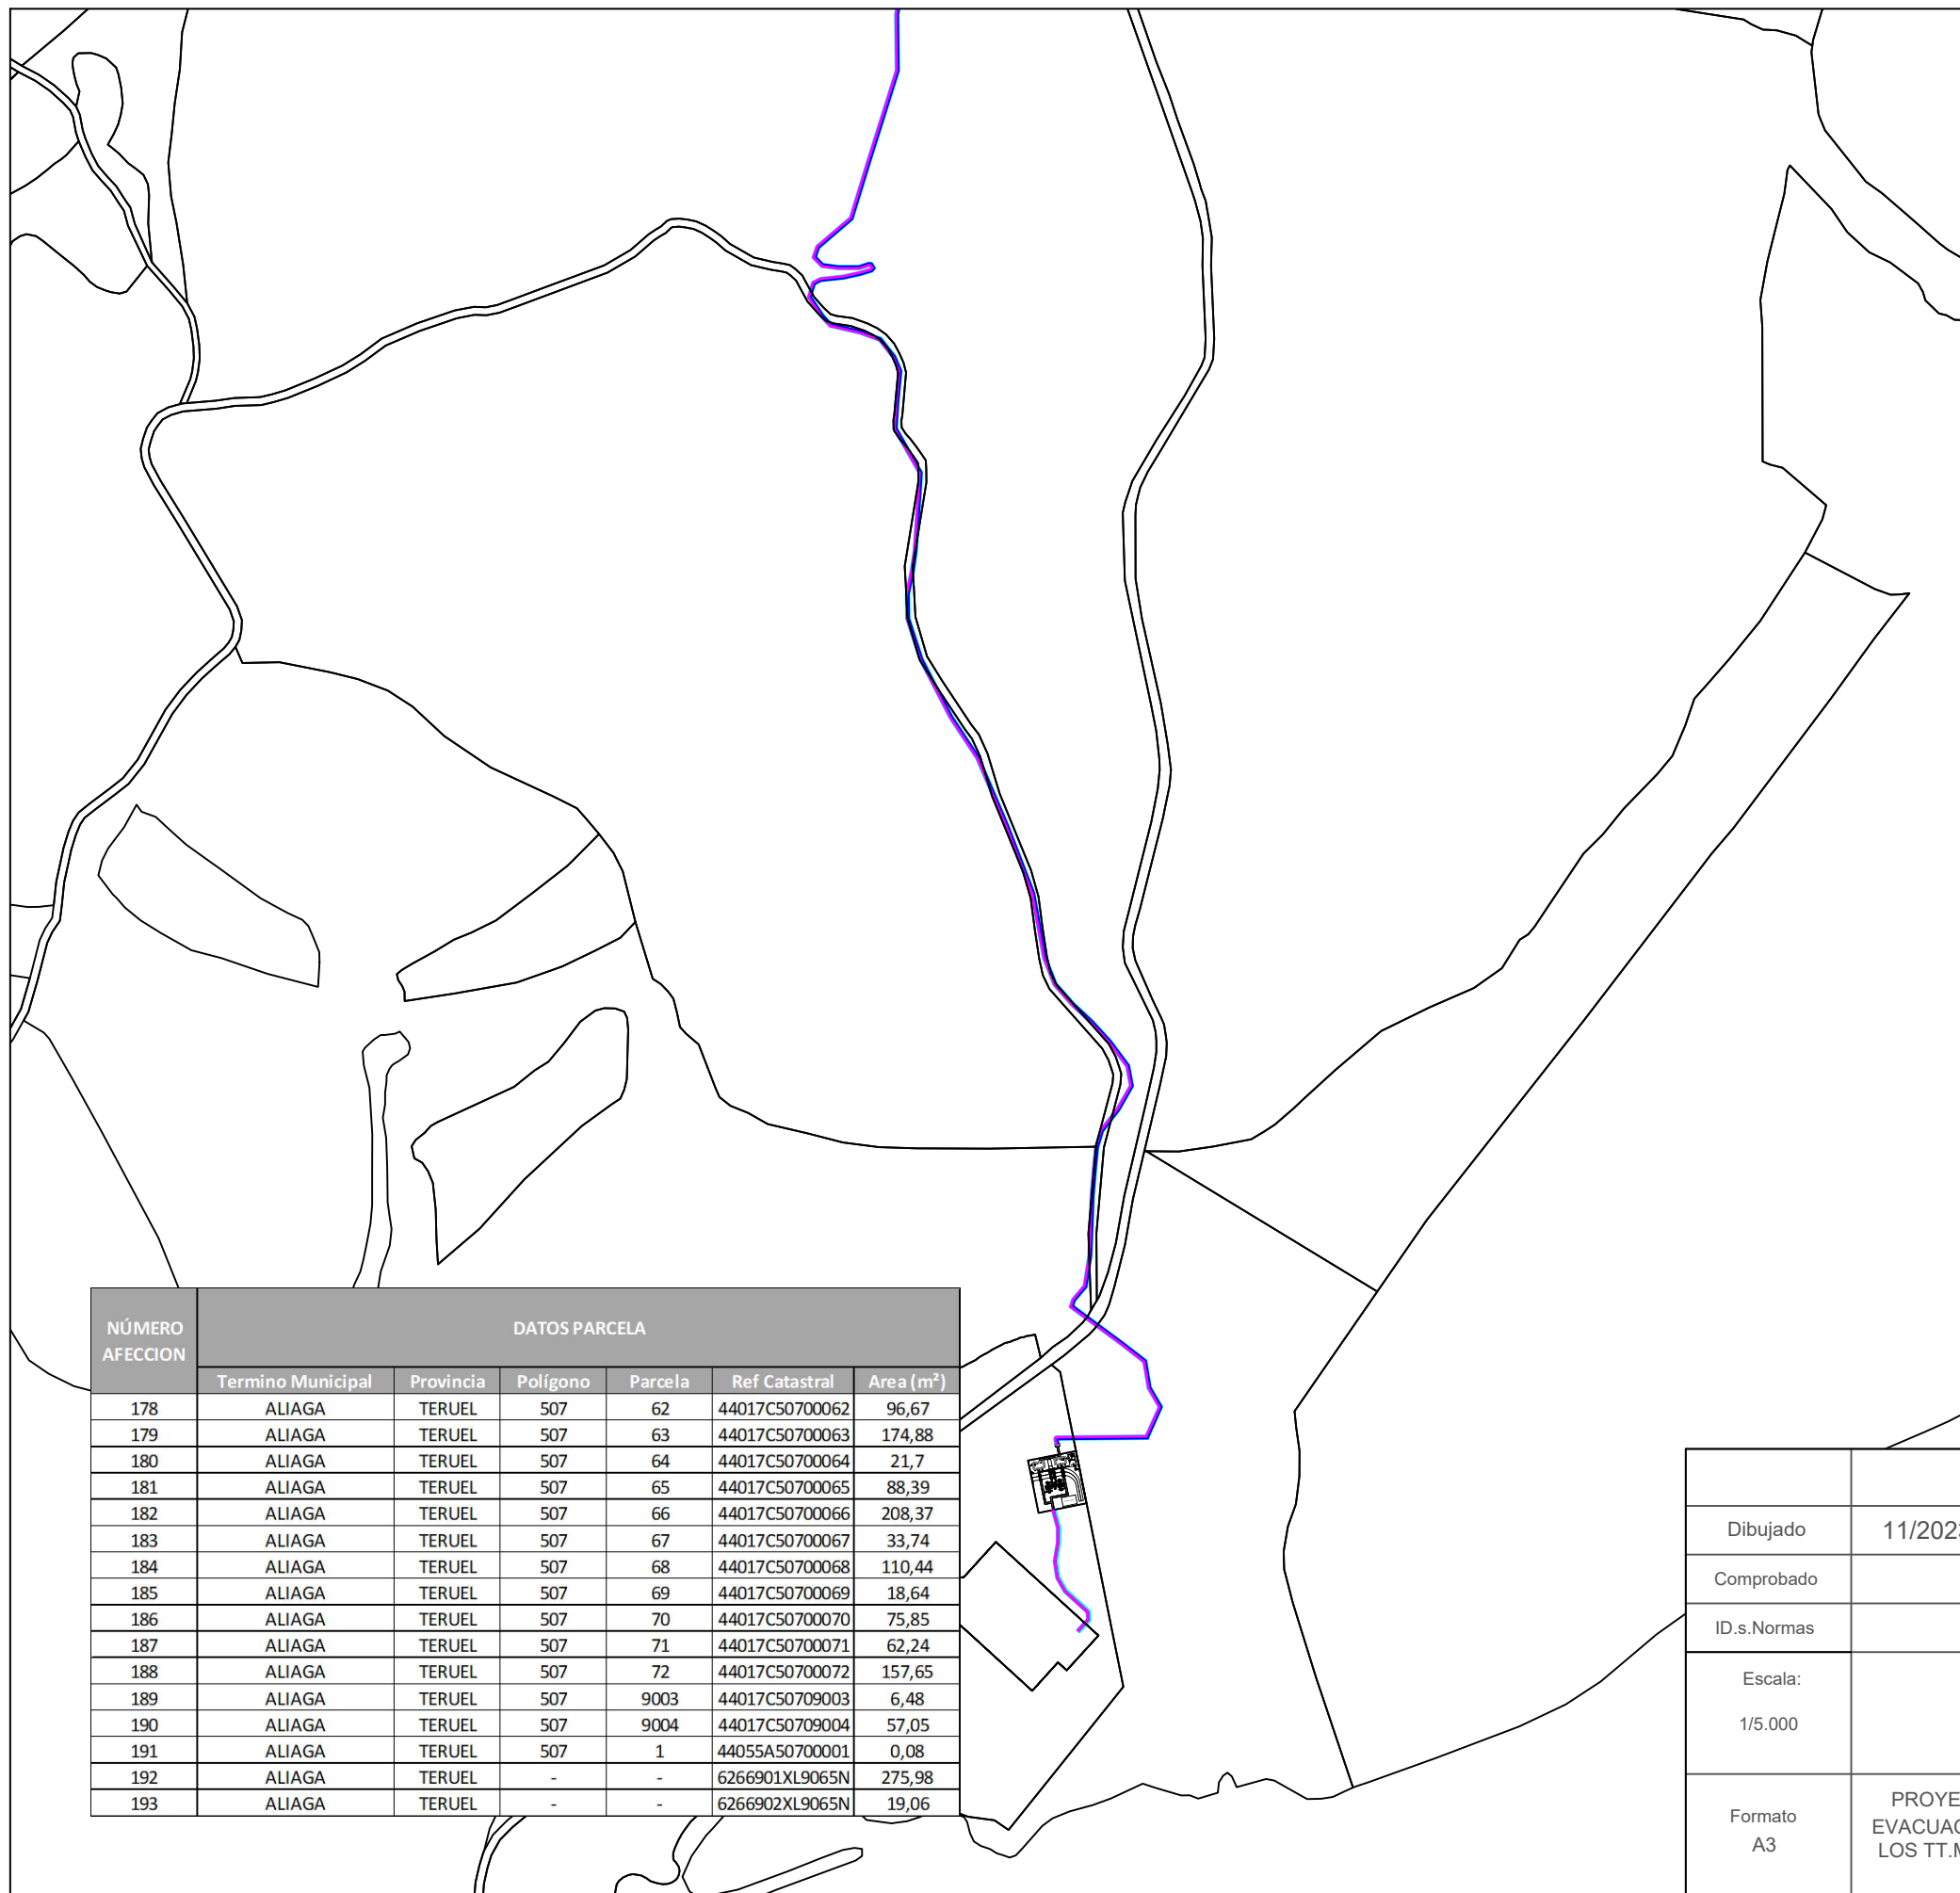 NÚMERO AFECCION DATOS PARCELA
Termino Municipal Provincia Polígono Parcela Ref Catastral Area (m²)
178 ALIAGA TERUEL 507 62 44017C50700062 96,67
179 ALIAGA TERUEL 507 63 44017C50700063 174,88
180 ALIAGA TERUEL 507 64 44017C50700064 21,7
181 ALIAGA TERUEL 507 65 44017C50700065 88,39
182 ALIAGA TERUEL 507 66 44017C50700066 208,37
183 ALIAGA TERUEL 507 67 44017C50700067 33,74
184 ALIAGA TERUEL 507 68 44017C50700068 110,44
185 ALIAGA TERUEL 507 69 44017C50700069 18,64
186 ALIAGA TERUEL 507 70 44017C50700070 75,85
187 ALIAGA TERUEL 507 71 44017C50700071 62,24
188 ALIAGA TERUEL 507 72 44017C50700072 157,65
189 ALIAGA TERUEL 507 9003 44017C50709003 6,48
190 ALIAGA TERUEL 507 9004 44017C50709004 57,05
191 ALIAGA TERUEL 507 1 44055A50700001 0,08
192 ALIAGA TERUEL - - 6266901XL9065N 275,98
193 ALIAGA TERUEL - - 6266902XL9065N 19,06
Dibujado
Comprobado
ID.s.Normas
Escala:
1/5.000
Formato
A3
LOS